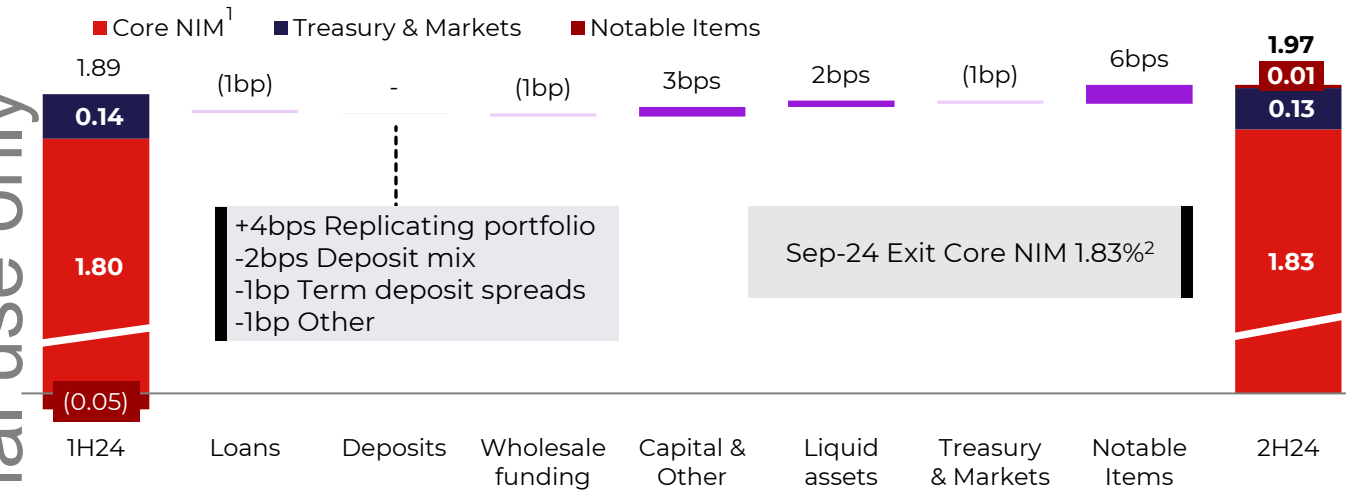 Core NIM1
Treasury & Markets
Notable Items
1.89
(1bp)
-
(1bp)
3bps
2bps
(1bp)
6bps
1.97
0.01
0.14
0.13
+4bps Replicating portfolio
-2bps Deposit mix
-1bp Term deposit spreads
-1bp Other
Sep-24 Exit Core NIM 1.83%2
1.80
1.83
(0.05)
1H24
Loans
Deposits
Wholesale
funding
Capital &
Other
Liquid
assets
Treasury
& Markets
Notable
Items
2H24
use only